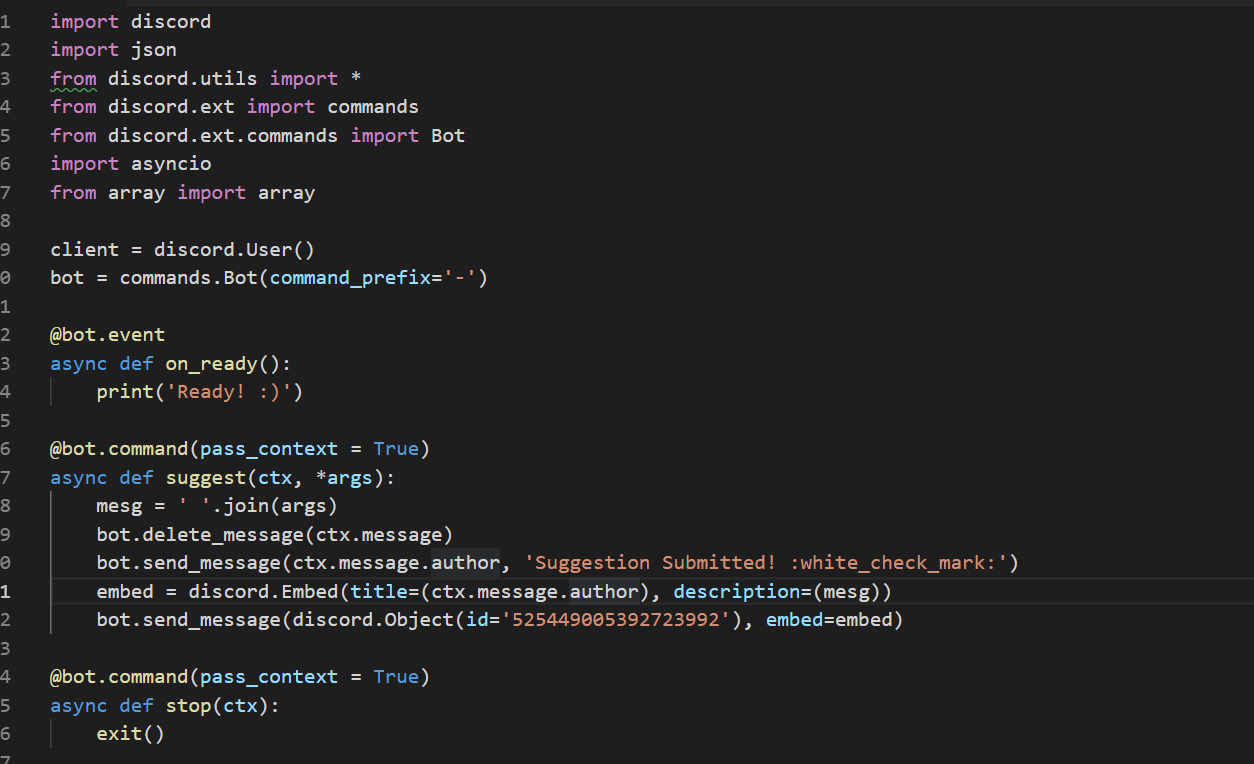 1 import discord
2 import json
3 from discord.utils import *
4 from discord.ext import commands
5 from discord.ext.commands import Bot
6 import asyncio
7 from array import array
8
9 client = discord.User()
0 bot = commands.Bot(command_prefix='-')
1
2 @bot.event
3 async def on_ready():
4     print('Ready! :)')
5
6 @bot.command(pass_context = True)
7 async def suggest(ctx, *args):
8     mesg = ' '.join(args)
9     bot.delete_message(ctx.message)
0     bot.send_message(ctx.message.author, 'Suggestion Submitted! :white_check_mark:')
1     embed = discord.Embed(title=(ctx.message.author), description=(mesg))
2     bot.send_message(discord.Object(id='525449005392723992'), embed=embed)
3
4 @bot.command(pass_context = True)
5 async def stop(ctx):
6     exit()
7